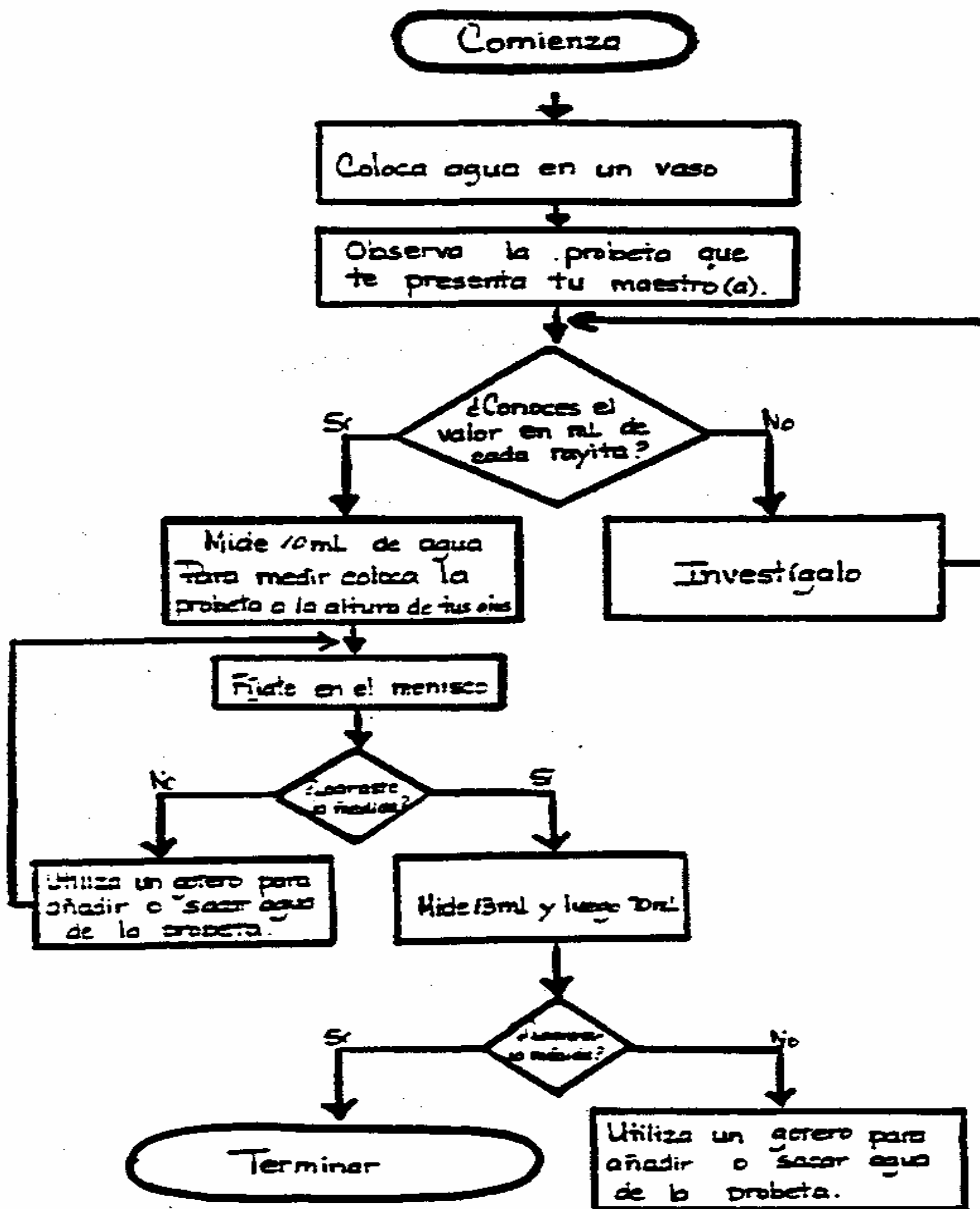 Comienza
Coloca agua en un vaso
Observa la probeta que
te presenta tu maestro(a).
¿Conoces el
valor en mL de
cada rayita?
Sí
No
Mide 10 mL de agua
Para medir coloca la
probeta a la altura de tus ojos
Investígalo
Fíjate en el menisco
No
Sí
la medida?
Utiliza un gotero para
añadir o sacar agua
de la probeta.
Mide 13 mL y luego mL
Sí
No
Terminar
Utiliza un gotero para
añadir o sacar agua
de la probeta.